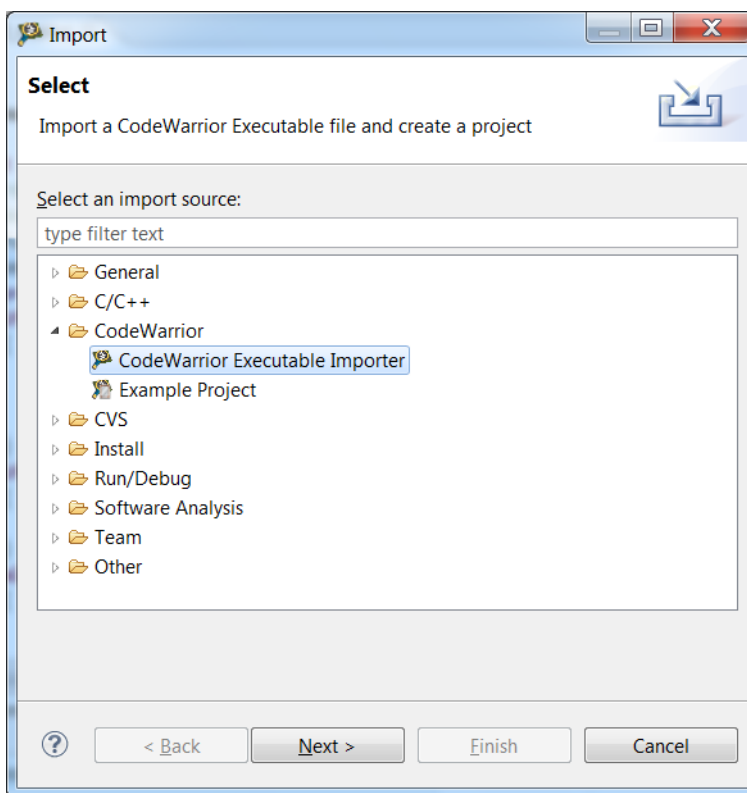 Import
Select
Import a CodeWarrior Executable file and create a project
Select an import source:
type filter text
General
C/C++
CodeWarrior
CodeWarrior Executable Importer
Example Project
CVS
Install
Run/Debug
Software Analysis
Team
Other
? < Back Next > Finish Cancel